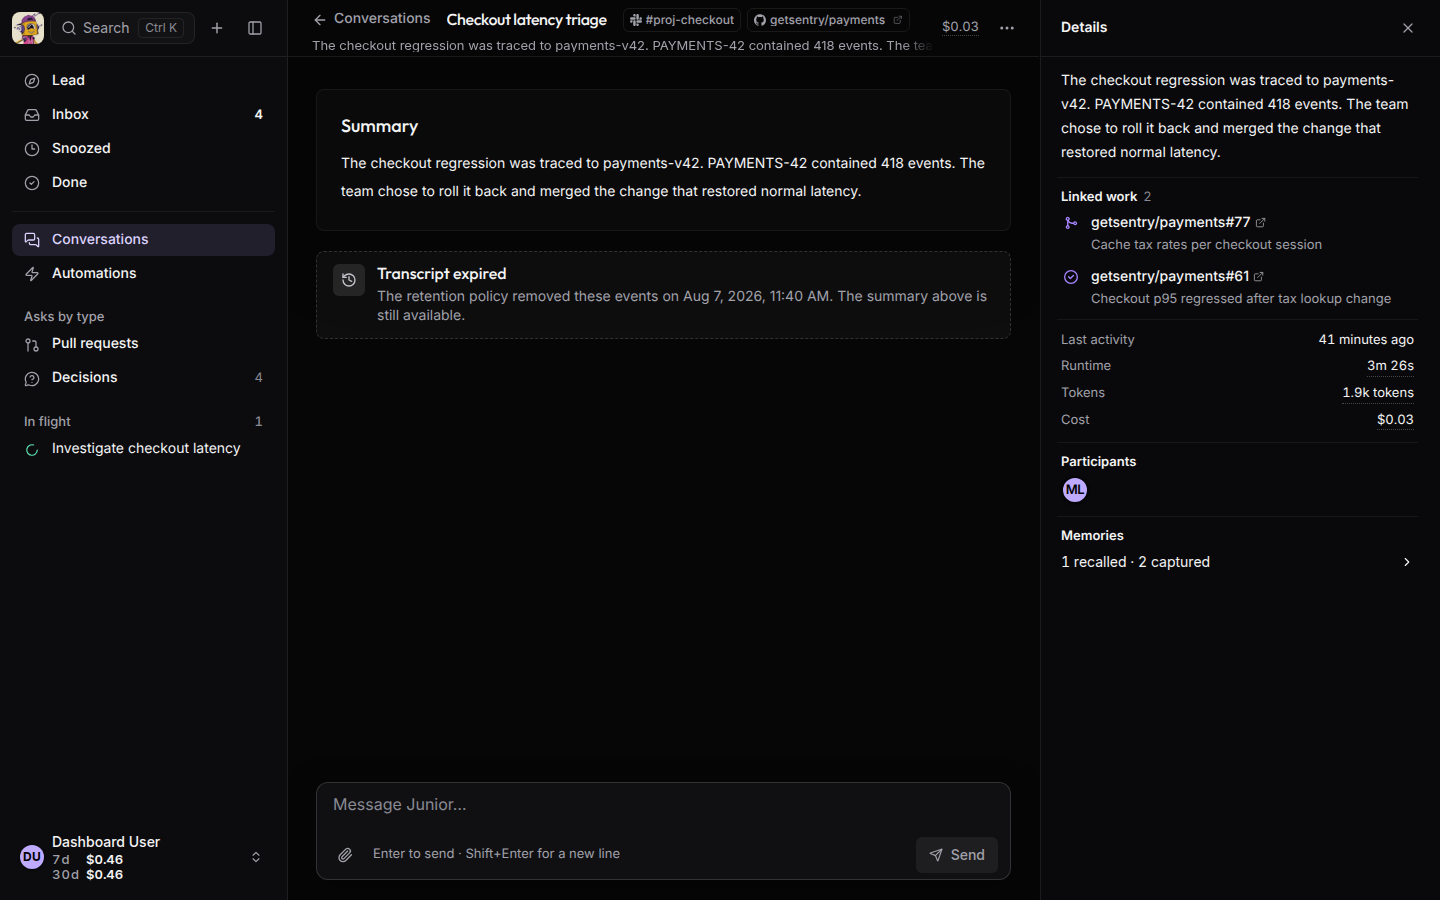 Search Ctrl K
Lead
Inbox 4
Snoozed
Done
Conversations
Automations
Asks by type
Pull requests
Decisions 4
In flight 1
Investigate checkout latency
DU
Dashboard User
7d $0.46
30d $0.46
Conversations Checkout latency triage #proj-checkout getsentry/payments $0.03
The checkout regression was traced to payments-v42. PAYMENTS-42 contained 418 events. The tea
Summary
The checkout regression was traced to payments-v42. PAYMENTS-42 contained 418 events. The
team chose to roll it back and merged the change that restored normal latency.
Transcript expired
The retention policy removed these events on Aug 7, 2026, 11:40 AM. The summary above is
still available.
Message Junior...
Enter to send · Shift+Enter for a new line Send
Details
The checkout regression was traced to payments-
v42. PAYMENTS-42 contained 418 events. The team
chose to roll it back and merged the change that
restored normal latency.
Linked work 2
getsentry/payments#77
Cache tax rates per checkout session
getsentry/payments#61
Checkout p95 regressed after tax lookup change
Last activity 41 minutes ago
Runtime 3m 26s
Tokens 1.9k tokens
Cost $0.03
Participants
ML
Memories
1 recalled · 2 captured